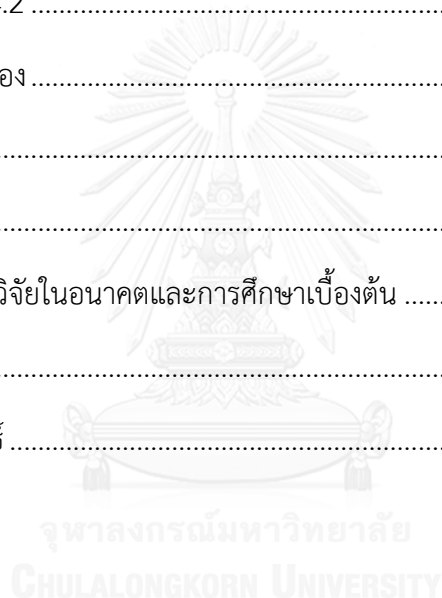 .2 ........................................................
อง ........................................................
........................................................
........................................................
วิจัยในอนาคตและการศึกษาเบื้องต้น ......
........................................................
์ ........................................................
จุฬาลงกรณ์มหาวิทยาลัย
CHULALONGKORN UNIVERSITY